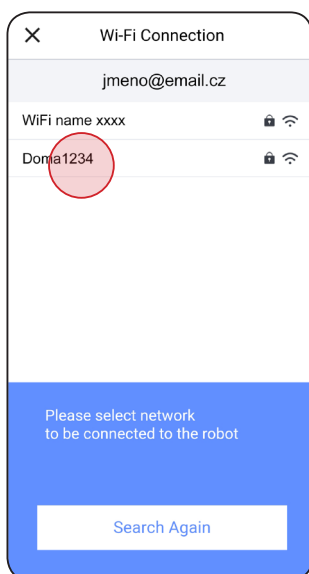 Wi-Fi Connection
jmeno@email.cz
WiFi name xxxx
Doma1234
Please select network
to be connected to the robot
Search Again